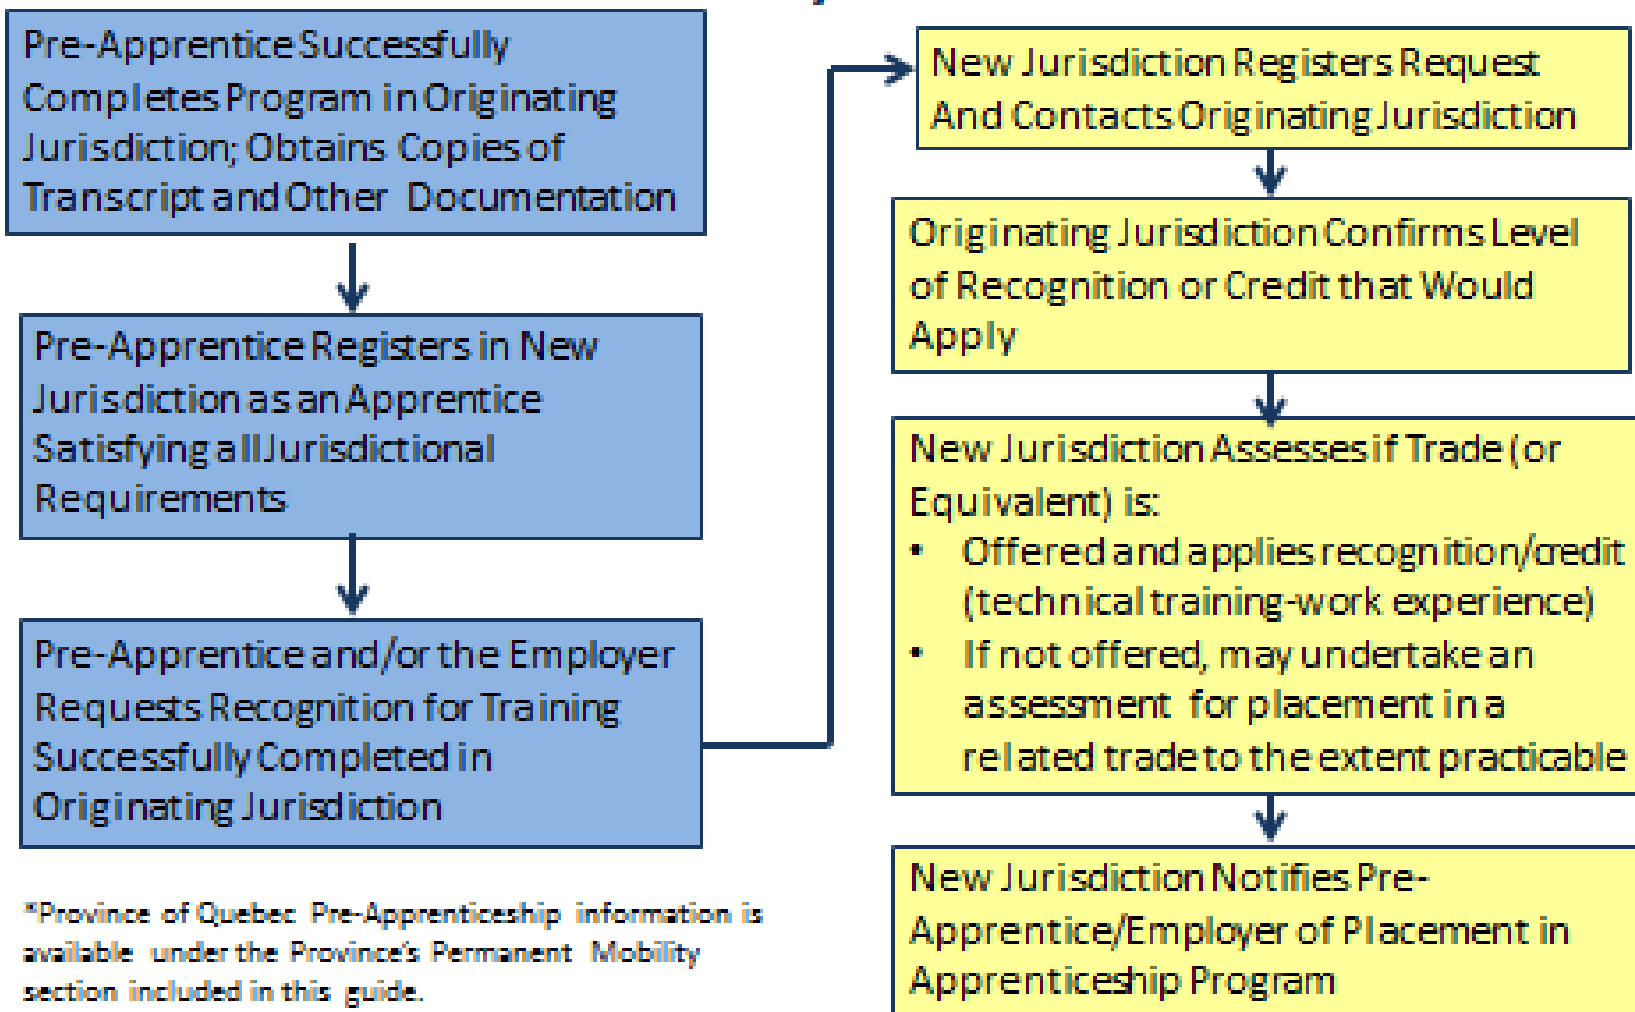 Pre-Apprentice Successfully
Completes Program in Originating
Jurisdiction; Obtains Copies of
Transcript and Other Documentation
Pre-Apprentice Registers in New
Jurisdiction as an Apprentice
Satisfying all Jurisdictional
Requirements
Pre-Apprentice and/or the Employer
Requests Recognition for Training
Successfully Completed in
Originating Jurisdiction
*Province of Quebec Pre-Apprenticeship information is
available under the Province's Permanent Mobility
section included in this guide.
New Jurisdiction Registers Request
And Contacts Originating Jurisdiction
Originating Jurisdiction Confirms Level
of Recognition or Credit that Would
Apply
New Jurisdiction Assesses if Trade (or
Equivalent) is:
• Offered and applies recognition/credit
(technical training-work experience)
• If not offered, may undertake an
assessment for placement in a
related trade to the extent practicable
New Jurisdiction Notifies Pre-
Apprentice/Employer of Placement in
Apprenticeship Program